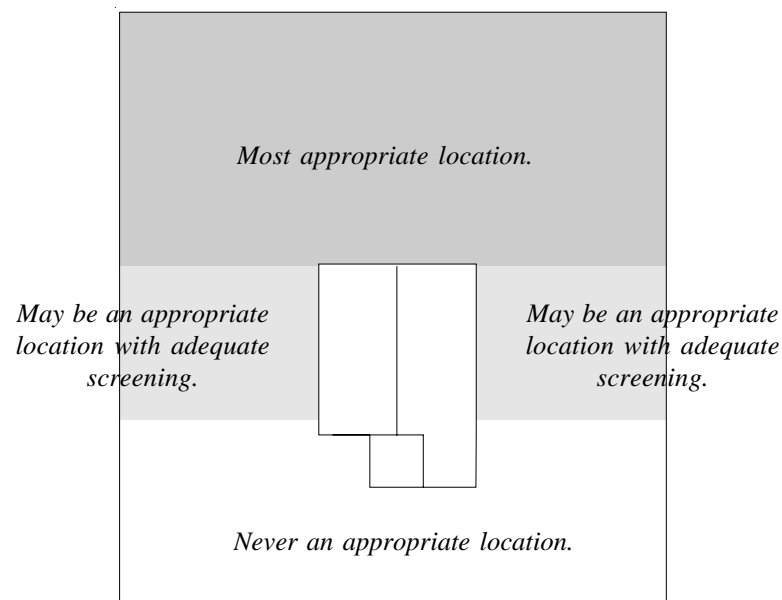 Most appropriate location.
May be an appropriate
location with adequate
screening.
May be an appropriate
location with adequate
screening.
Never an appropriate location.